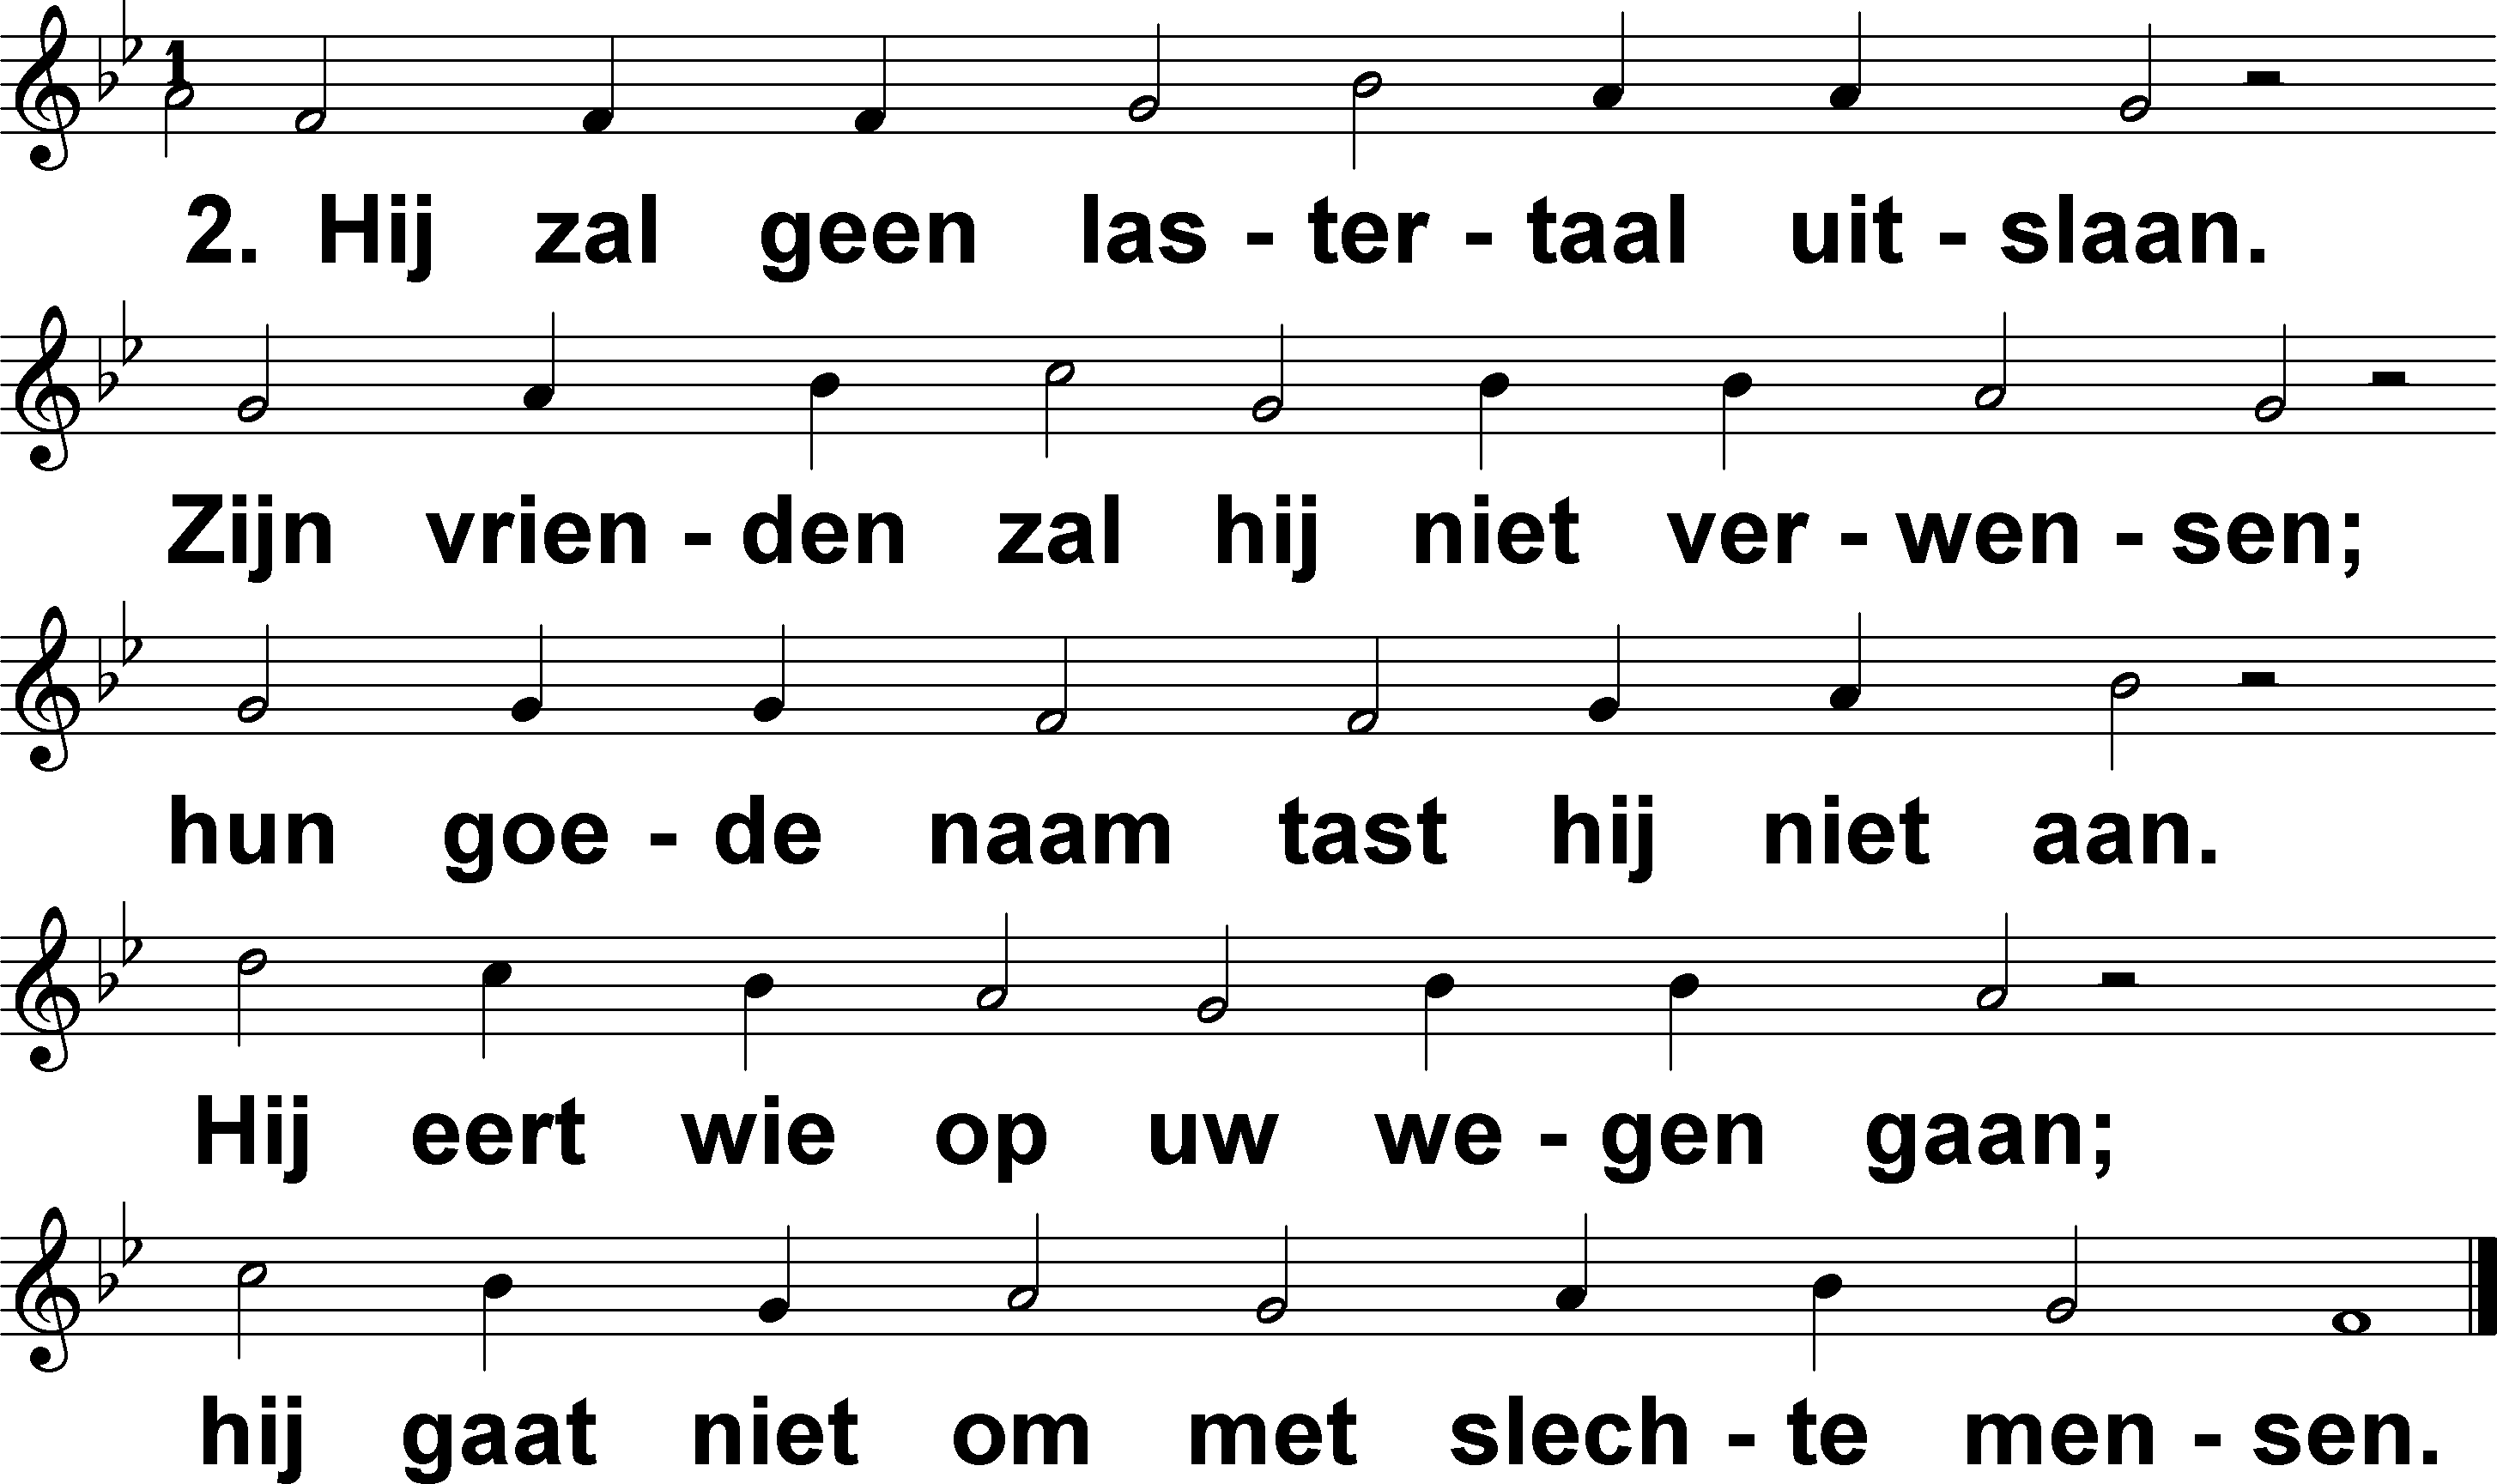 1
2. Hij zal geen las - ter - taal uit - slaan.
Zijn vrien - den zal hij niet ver - wen - sen;
hun goe - de naam tast hij niet aan.
Hij eert wie op uw we - gen gaan;
hij gaat niet om met slech - te men - sen.